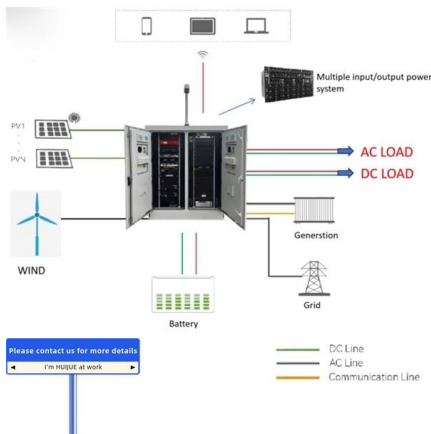 Multiple input/output power
system
PV1
PVN
AC LOAD
DC LOAD
WIND
Generstion
Grid
Battery
Please contact us for more details
I'm HUIJUE at work
DC Line
AC Line
Communication Line